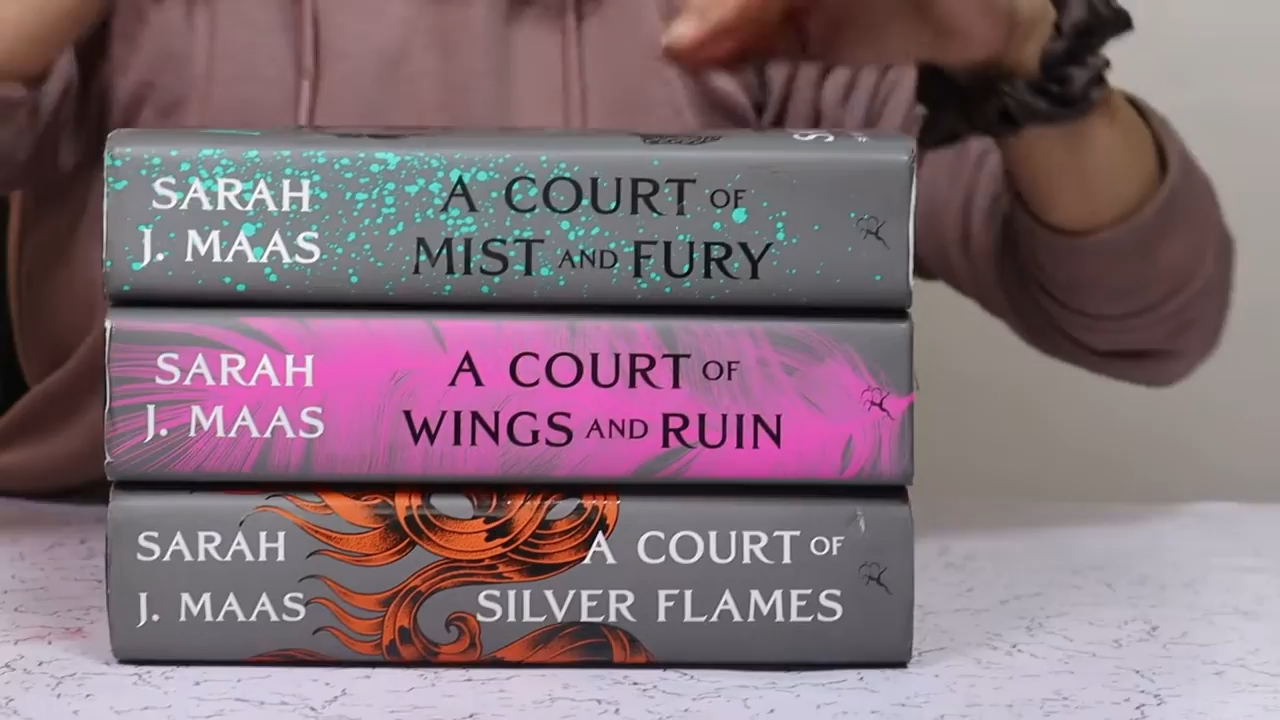 SARAH
J. MAAS
A COURT OF
MIST AND FURY
SARAH
J. MAAS
A COURT OF
WINGS AND RUIN
SARAH
J. MAAS
A COURT OF
SILVER FLAMES